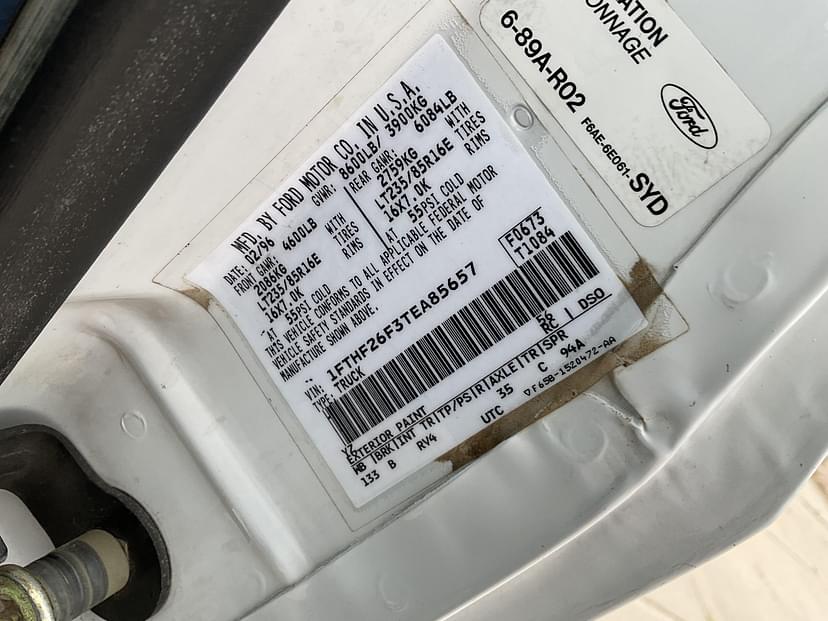 ATION
ONNAGE
6-89A-R02
F6AE-6E061-
SYD
Ford
MFD. BY FORD MOTOR CO. IN U.S.A.
DATE: 02/96 GVWR: 8600LB/ 3900KG
FRONT GAWR: 4600LB REAR GAWR: 6084LB
2086KG WITH 2759KG WITH
LT235/85R16E TIRES LT235/85R16E TIRES
16X7.0K RIMS 16X7.0K RIMS
AT 55PSI COLD AT 55PSI COLD
THIS VEHICLE CONFORMS TO ALL APPLICABLE FEDERAL MOTOR
VEHICLE SAFETY STANDARDS IN EFFECT ON THE DATE OF
MANUFACTURE SHOWN ABOVE.
F0673
T1084
VIN: 1FTHF26F3TEA85657
TYPE: TRUCK
YZ 56 DSO
EXTERIOR PAINT RC
WB BRK INT TR TP/PS R AXLE TR SPR
133 B RV4 UTC 35 C 94A
F6SB-1520472-AA